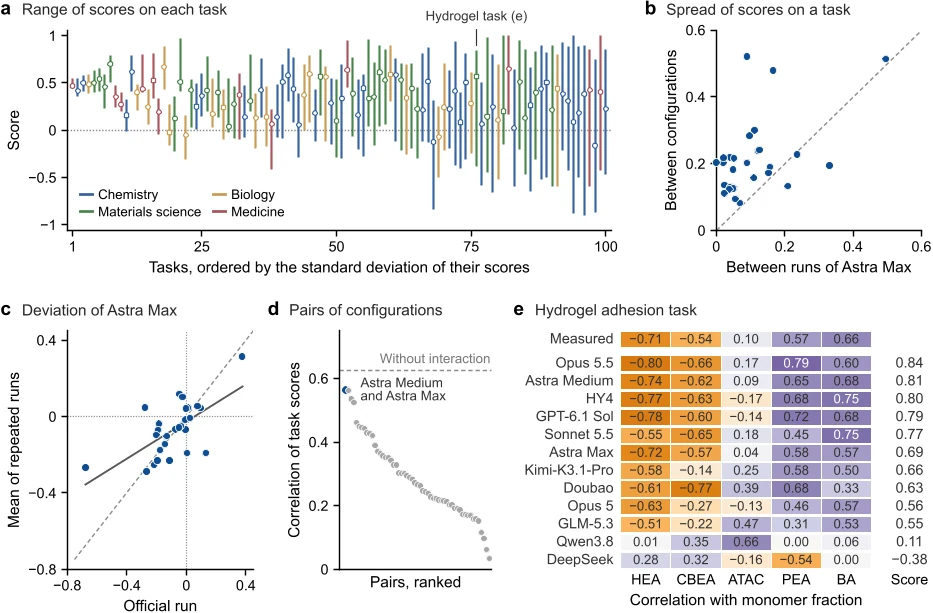 a Range of scores on each task
Hydrogel task (e)
1
0.5
0
−0.5
−1
Score
Chemistry
Materials science
Biology
Medicine
1 25 50 75 100
Tasks, ordered by the standard deviation of their scores
b Spread of scores on a task
0.6
0.4
0.2
0
Between configurations
0 0.2 0.4 0.6
Between runs of Astra Max
c Deviation of Astra Max
0.4
0
−0.4
−0.8
Mean of repeated runs
−0.8 −0.4 0 0.4
Official run
d Pairs of configurations
Without interaction
Astra Medium
and Astra Max
0.6
0.4
0.2
0
Correlation of task scores
Pairs, ranked
e Hydrogel adhesion task
Measured −0.71 −0.54 0.10 0.57 0.66
Opus 5.5 −0.80 −0.66 0.17 0.79 0.60 0.84
Astra Medium −0.74 −0.62 0.09 0.65 0.68 0.81
HY4 −0.77 −0.63 −0.17 0.68 0.75 0.80
GPT-6.1 Sol −0.78 −0.60 −0.14 0.72 0.68 0.79
Sonnet 5.5 −0.55 −0.65 0.18 0.45 0.75 0.77
Astra Max −0.72 −0.57 0.04 0.58 0.57 0.69
Kimi-K3.1-Pro −0.58 −0.14 0.25 0.58 0.50 0.66
Doubao −0.61 −0.77 0.39 0.68 0.33 0.63
Opus 5 −0.63 −0.27 −0.13 0.46 0.57 0.56
GLM-5.3 −0.51 −0.22 0.47 0.31 0.53 0.55
Qwen3.8 0.01 0.35 0.66 0.00 0.06 0.11
DeepSeek 0.28 0.32 −0.16 −0.54 0.00 −0.38
HEA CBEA ATAC PEA BA Score
Correlation with monomer fraction